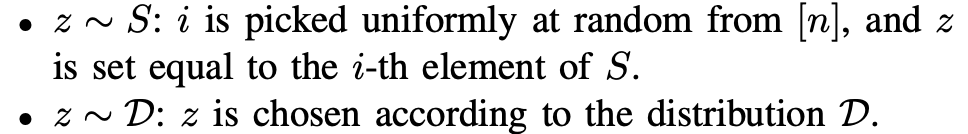 • z ∼ S: i is picked uniformly at random from [n], and z
is set equal to the i-th element of S.
• z ∼ 𝒟: z is chosen according to the distribution 𝒟.